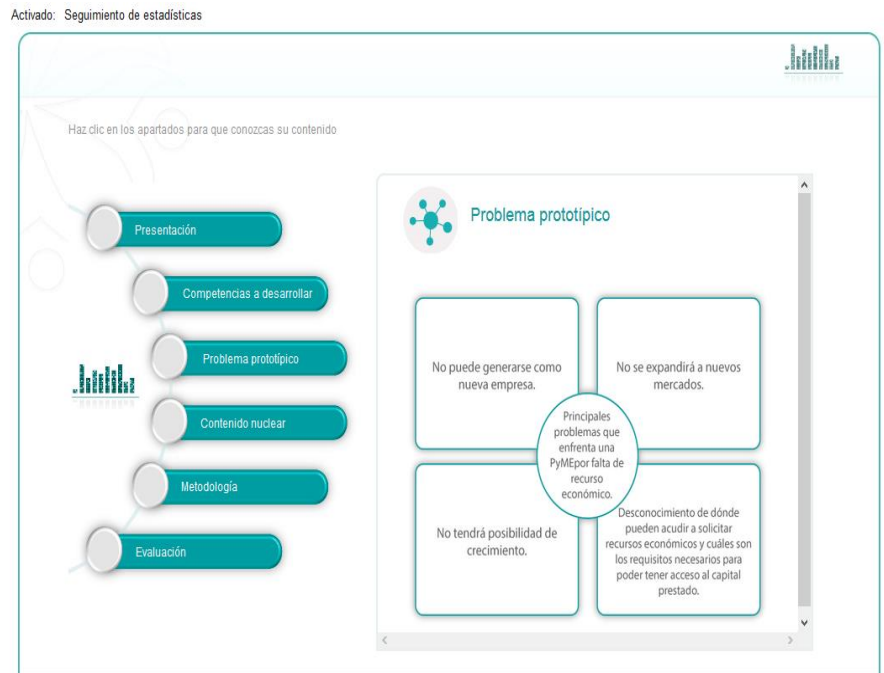 Activado: Seguimiento de estadísticas
Haz clic en los apartados para que conozcas su contenido
Presentación
Competencias a desarrollar
Problema prototípico
Contenido nuclear
Metodología
Evaluación
Problema prototípico
No puede generarse como
nueva empresa.
No se expandirá a nuevos
mercados.
Principales
problemas que
enfrenta una
PyMEpor falta de
recurso
económico.
No tendrá posibilidad de
crecimiento.
Desconocimiento de dónde
pueden acudir a solicitar
recursos económicos y cuáles son
los requisitos necesarios para
poder tener acceso al capital
prestado.